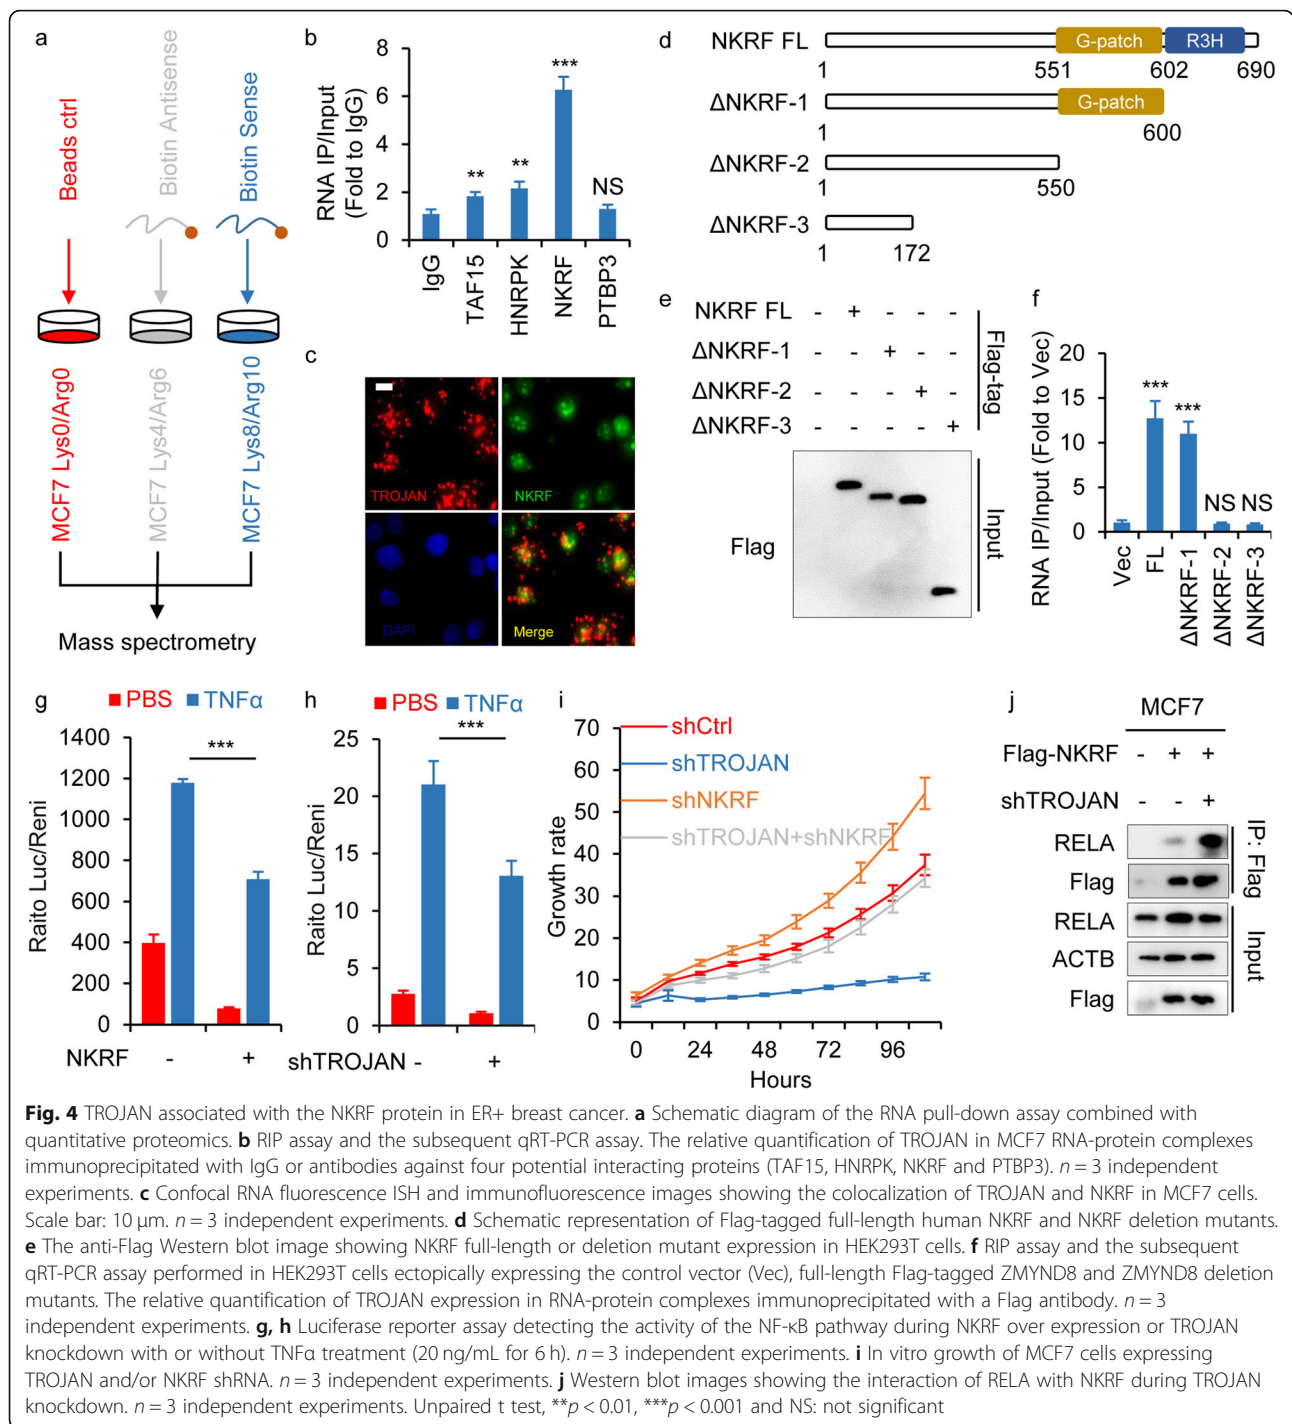 a
Beads ctrl
Biotin Antisense
Biotin Sense
MCF7 Lys0/Arg0
MCF7 Lys4/Arg6
MCF7 Lys8/Arg10
Mass spectrometry
b
RNA IP/Input
(Fold to IgG)
8
6
4
2
0
**
**
***
NS
IgG
TAF15
HNRPK
NKRF
PTBP3
c
TROJAN
NKRF
DAPI
Merge
d
NKRF FL
G-patch
R3H
1
551
602
690
ΔNKRF-1
G-patch
1
600
ΔNKRF-2
1
550
ΔNKRF-3
1
172
e
NKRF FL - + - - -
ΔNKRF-1 - - + - -
ΔNKRF-2 - - - + -
ΔNKRF-3 - - - - +
Flag-tag
Flag
Input
f
RNA IP/Input (Fold to Vec)
20
15
10
5
0
***
***
NS
NS
Vec
FL
ΔNKRF-1
ΔNKRF-2
ΔNKRF-3
g
PBS
TNFα
***
Raito Luc/Reni
1400
1200
1000
800
600
400
200
0
NKRF - +
h
PBS
TNFα
***
Raito Luc/Reni
25
20
15
10
5
0
shTROJAN - +
i
shCtrl
shTROJAN
shNKRF
shTROJAN+shNKRF
Growth rate
70
60
50
40
30
20
10
0
0 24 48 72 96
Hours
j
MCF7
Flag-NKRF - + +
shTROJAN - - +
RELA
Flag
IP: Flag
RELA
ACTB
Flag
Input
Fig. 4 TROJAN associated with the NKRF protein in ER+ breast cancer. a Schematic diagram of the RNA pull-down assay combined with
quantitative proteomics. b RIP assay and the subsequent qRT-PCR assay. The relative quantification of TROJAN in MCF7 RNA-protein complexes
immunoprecipitated with IgG or antibodies against four potential interacting proteins (TAF15, HNRPK, NKRF and PTBP3). n = 3 independent
experiments. c Confocal RNA fluorescence ISH and immunofluorescence images showing the colocalization of TROJAN and NKRF in MCF7 cells.
Scale bar: 10 μm. n = 3 independent experiments. d Schematic representation of Flag-tagged full-length human NKRF and NKRF deletion mutants.
e The anti-Flag Western blot image showing NKRF full-length or deletion mutant expression in HEK293T cells. f RIP assay and the subsequent
qRT-PCR assay performed in HEK293T cells ectopically expressing the control vector (Vec), full-length Flag-tagged ZMYND8 and ZMYND8 deletion
mutants. The relative quantification of TROJAN expression in RNA-protein complexes immunoprecipitated with a Flag antibody. n = 3
independent experiments. g, h Luciferase reporter assay detecting the activity of the NF-κB pathway during NKRF over expression or TROJAN
knockdown with or without TNFα treatment (20 ng/mL for 6 h). n = 3 independent experiments. i In vitro growth of MCF7 cells expressing
TROJAN and/or NKRF shRNA. n = 3 independent experiments. j Western blot images showing the interaction of RELA with NKRF during TROJAN
knockdown. n = 3 independent experiments. Unpaired t test, **p < 0.01, ***p < 0.001 and NS: not significant